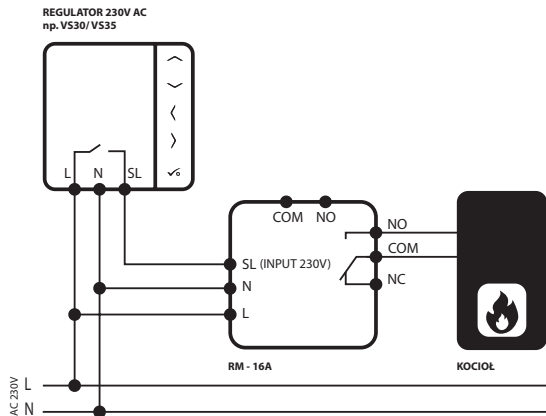 REGULATOR 230V AC
np. VS30/ VS35
L
N
SL
COM
NO
NO
COM
NC
SL (INPUT 230V)
N
L
RM - 16A
KOCIOŁ
AC 230V
L
N